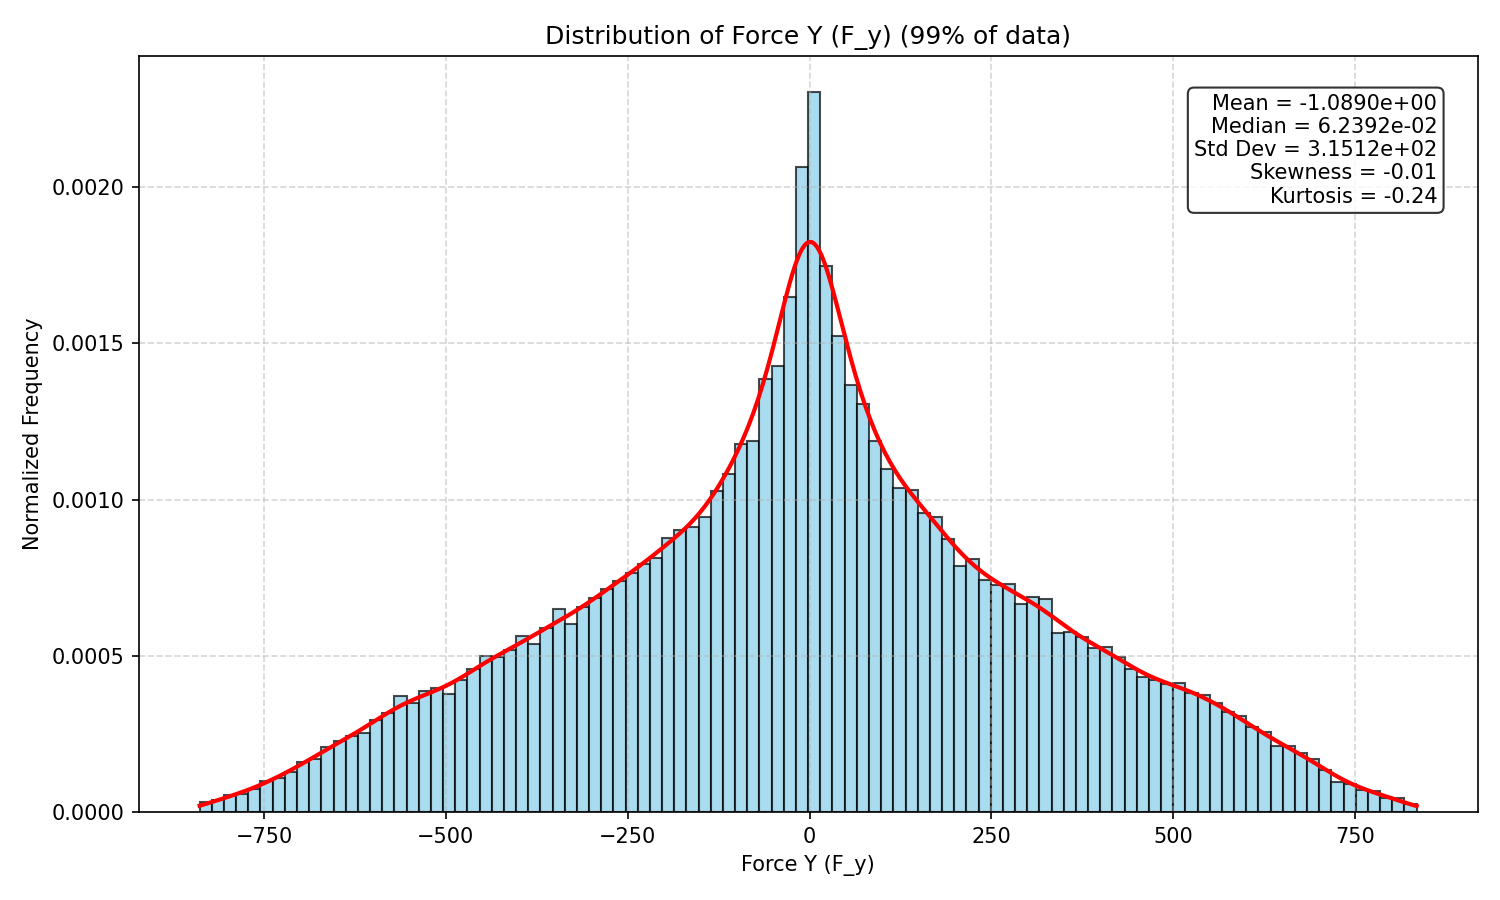 Distribution of Force Y (F_y) (99% of data)
Mean = -1.0890e+00
Median = 6.2392e-02
Std Dev = 3.1512e+02
Skewness = -0.01
Kurtosis = -0.24
Normalized Frequency
0.0020
0.0015
0.0010
0.0005
0.0000
−750 −500 −250 0 250 500 750
Force Y (F_y)